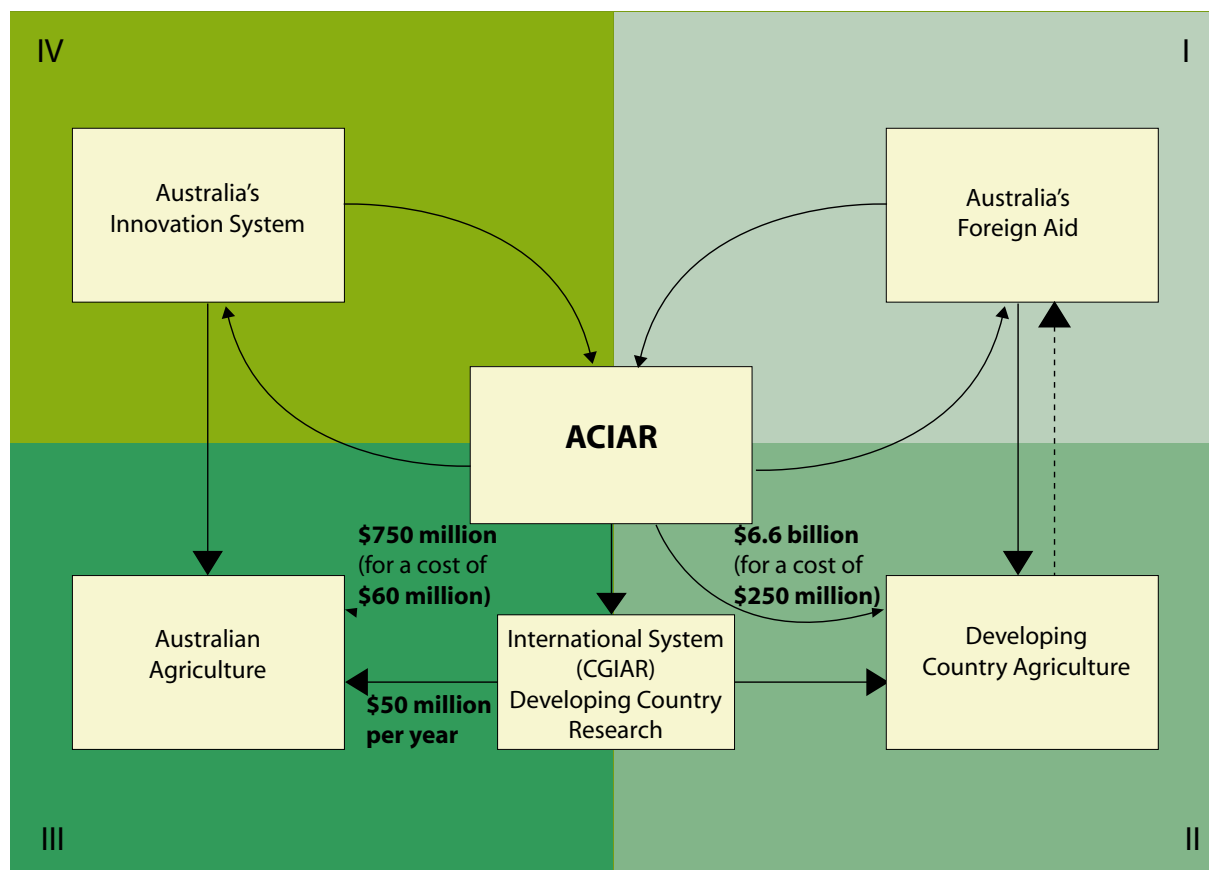 IV
I
Australia's
Innovation System
Australia's
Foreign Aid
ACIAR
$750 million
(for a cost of
$60 million)
$6.6 billion
(for a cost of
$250 million)
Australian
Agriculture
International System
(CGIAR)
Developing Country
Research
Developing
Country Agriculture
$50 million
per year
III
II